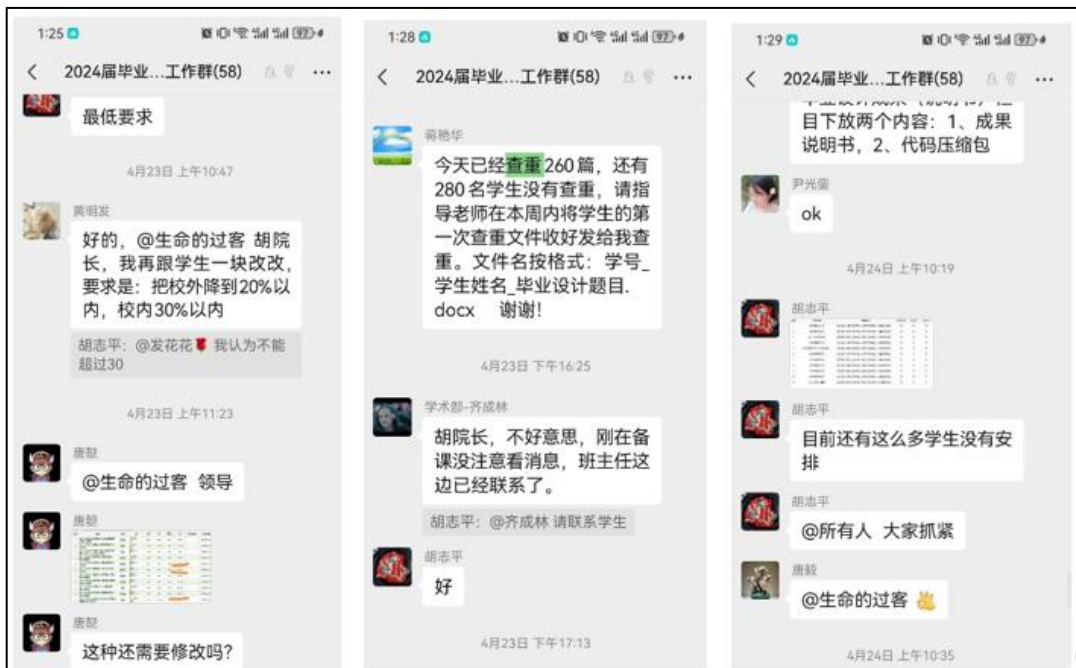 1:25
97
2024届毕业...工作群(58)
最低要求
4月23日 上午10:47
黄明发
好的，@生命的过客 胡院
长，我再跟学生一块改改，
要求是：把校外降到20%以
内，校内30%以内
胡志平：@发花花🌹 我认为不能
超过30
4月23日 上午11:23
@生命的过客 领导
这种还需要修改吗？
1:28
97
2024届毕业...工作群(58)
蒋艳华
今天已经查重260篇，还有
280名学生没有查重，请指
导老师在本周内将学生的第
一次查重文件收好发给我查
重。文件名按格式：学号_
学生姓名_毕业设计题目.
docx 谢谢！
4月23日 下午16:25
学术部-齐成林
胡院长，不好意思，刚在备
课没注意看消息，班主任这
边已经联系了。
胡志平：@齐成林 请联系学生
胡志平
好
4月23日 下午17:13
1:29
97
2024届毕业...工作群(58)
毕业设计成果（说明书）栏
目下放两个内容：1、成果
说明书，2、代码压缩包
ok
4月24日 上午10:19
胡志平
胡志平
目前还有这么多学生没有安
排
胡志平
@所有人 大家抓紧
唐毅
@生命的过客 👌
4月24日 上午10:35